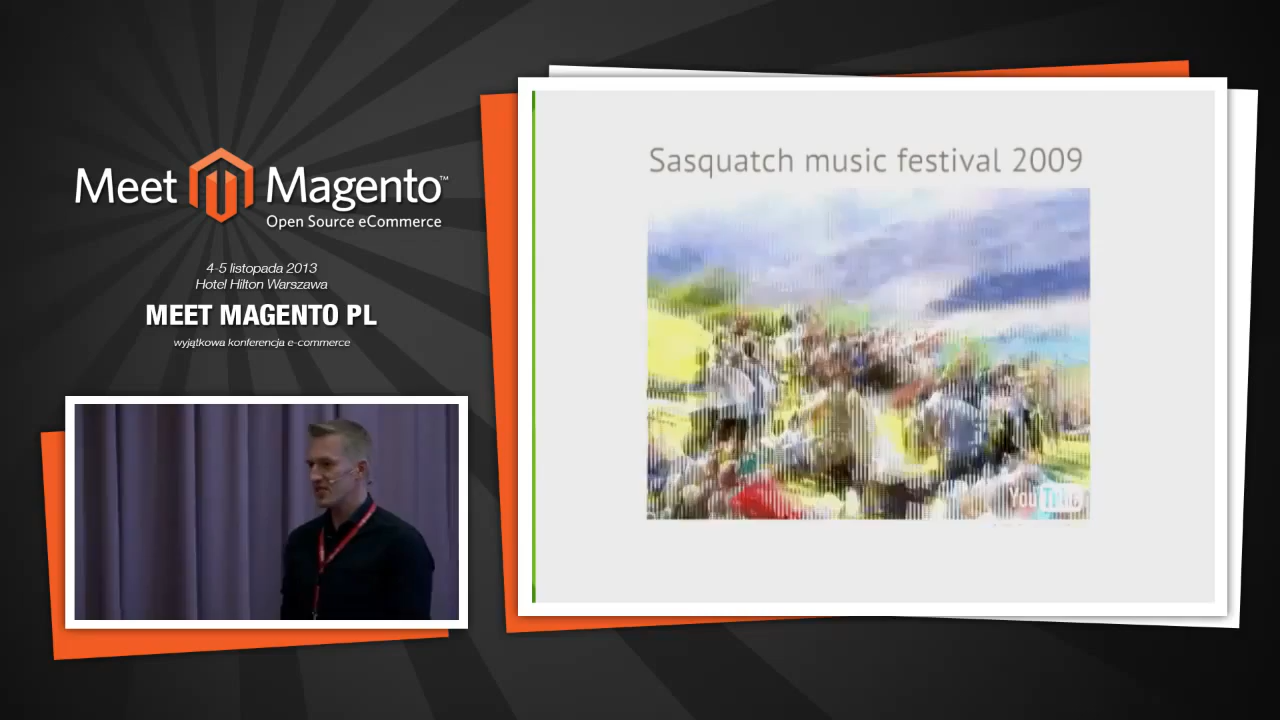 Meet Magento™
Open Source eCommerce
4-5 listopada 2013
Hotel Hilton Warszawa
MEET MAGENTO PL
wyjątkowa konferencja e-commerce
Sasquatch music festival 2009
YouTube